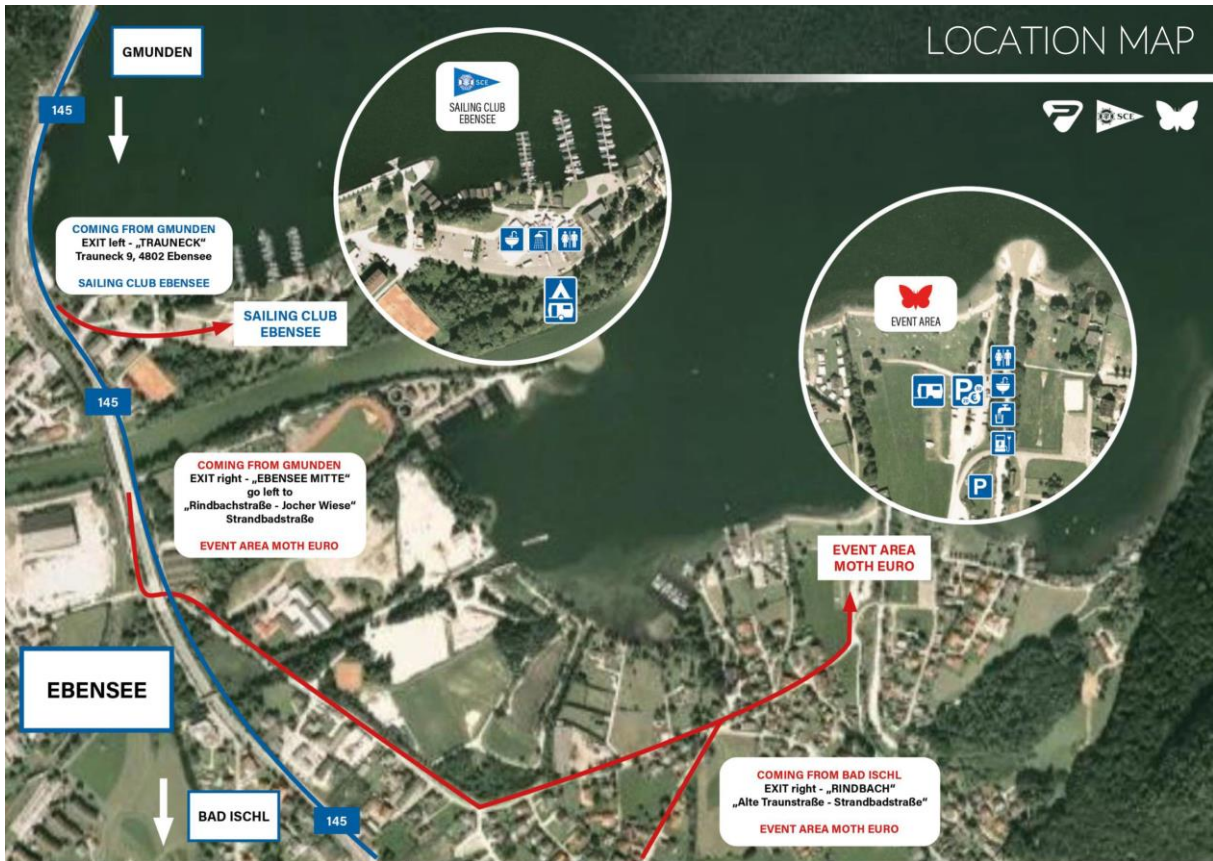 LOCATION MAP
GMUNDEN
145
SCE
SAILING CLUB
EBENSEE
SCE
COMING FROM GMUNDEN
EXIT left - „TRAUNECK"
Trauneck 9, 4802 Ebensee
SAILING CLUB EBENSEE
SAILING CLUB
EBENSEE
EVENT AREA
P
P
145
COMING FROM GMUNDEN
EXIT right - „EBENSEE MITTE"
go left to
„Rindbachstraße - Jocher Wiese"
Strandbadstraße
EVENT AREA MOTH EURO
EVENT AREA
MOTH EURO
EBENSEE
COMING FROM BAD ISCHL
EXIT right - „RINDBACH"
„Alte Traunstraße - Strandbadstraße"
EVENT AREA MOTH EURO
BAD ISCHL
145